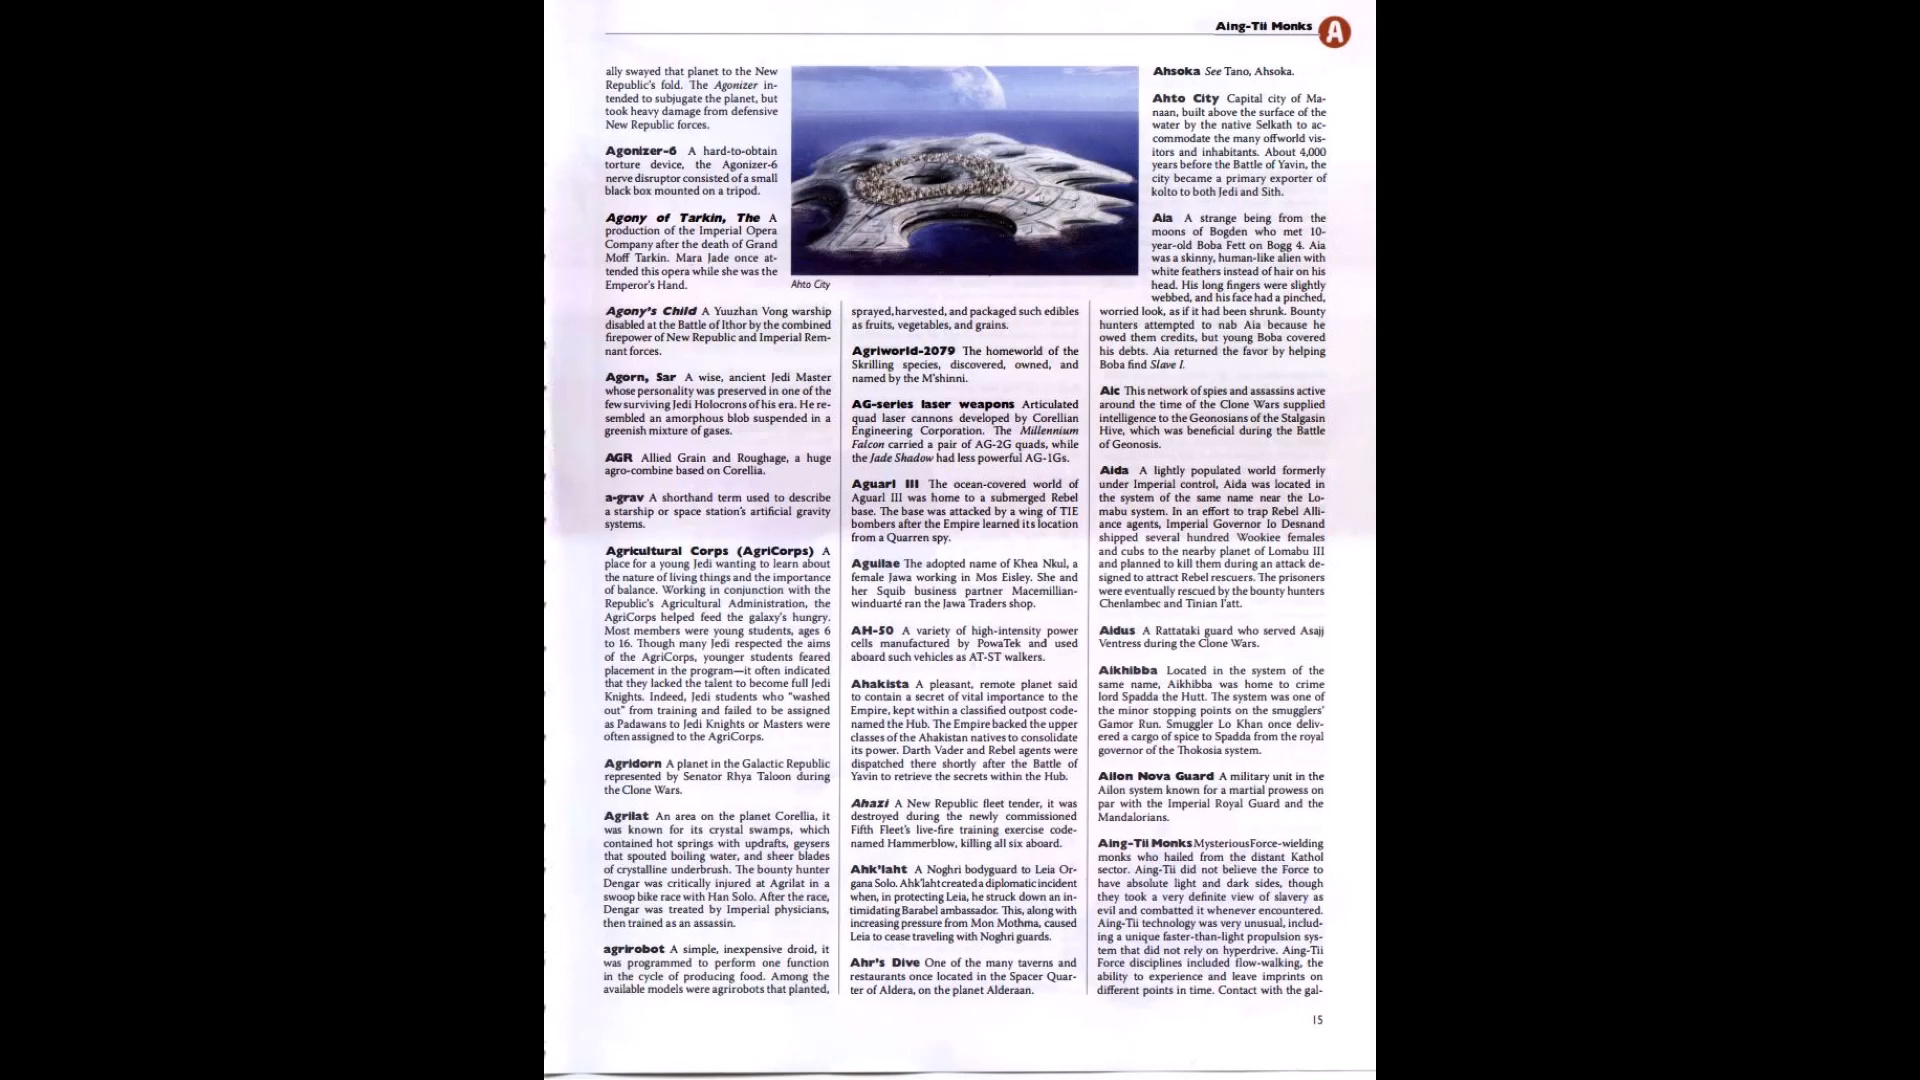 Aing-Tii Monks A
ally swayed that planet to the New
Republic's fold. The Agonizer in-
tended to subjugate the planet, but
took heavy damage from defensive
New Republic forces.
Agonizer-6 A hard-to-obtain
torture device, the Agonizer-6
nerve disruptor consisted of a small
black box mounted on a tripod.
Agony of Tarkin, The A
production of the Imperial Opera
Company after the death of Grand
Moff Tarkin. Mara Jade once at-
tended this opera while she was the
Emperor's Hand.
Agony's Child A Yuuzhan Vong warship
disabled at the Battle of Ithor by the combined
firepower of New Republic and Imperial Rem-
nant forces.
Agorn, Sar A wise, ancient Jedi Master
whose personality was preserved in one of the
few surviving Jedi Holocrons of his era. He re-
sembled an amorphous blob suspended in a
greenish mixture of gases.
AGR Allied Grain and Roughage, a huge
agro-combine based on Corellia.
a-grav A shorthand term used to describe
a starship or space station's artificial gravity
systems.
Agricultural Corps (AgriCorps) A
place for a young Jedi wanting to learn about
the nature of living things and the importance
of balance. Working in conjunction with the
Republic's Agricultural Administration, the
AgriCorps helped feed the galaxy's hungry.
Most members were young students, ages 6
to 16. Though many Jedi respected the aims
of the AgriCorps, younger students feared
placement in the program—it often indicated
that they lacked the talent to become full Jedi
Knights. Indeed, Jedi students who "washed
out" from training and failed to be assigned
as Padawans to Jedi Knights or Masters were
often assigned to the AgriCorps.
Agridorn A planet in the Galactic Republic
represented by Senator Rhya Taloon during
the Clone Wars.
Agrilat An area on the planet Corellia, it
was known for its crystal swamps, which
contained hot springs with updrafts, geysers
that spouted boiling water, and sheer blades
of crystalline underbrush. The bounty hunter
Dengar was critically injured at Agrilat in a
swoop bike race with Han Solo. After the race,
Dengar was treated by Imperial physicians,
then trained as an assassin.
agrirobot A simple, inexpensive droid, it
was programmed to perform one function
in the cycle of producing food. Among the
available models were agrirobots that planted,
Ahto City
sprayed, harvested, and packaged such edibles
as fruits, vegetables, and grains.
Agriworld-2079 The homeworld of the
Skrilling species, discovered, owned, and
named by the M'shinni.
AG-series laser weapons Articulated
quad laser cannons developed by Corellian
Engineering Corporation. The Millennium
Falcon carried a pair of AG-2G quads, while
the Jade Shadow had less powerful AG-1Gs.
Aguarl III The ocean-covered world of
Aguarl III was home to a submerged Rebel
base. The base was attacked by a wing of TIE
bombers after the Empire learned its location
from a Quarren spy.
Aguilae The adopted name of Khea Nkul, a
female Jawa working in Mos Eisley. She and
her Squib business partner Macemillian-
winduarté ran the Jawa Traders shop.
AH-50 A variety of high-intensity power
cells manufactured by PowaTek and used
aboard such vehicles as AT-ST walkers.
Ahakista A pleasant, remote planet said
to contain a secret of vital importance to the
Empire, kept within a classified outpost code-
named the Hub. The Empire backed the upper
classes of the Ahakistan natives to consolidate
its power. Darth Vader and Rebel agents were
dispatched there shortly after the Battle of
Yavin to retrieve the secrets within the Hub.
Ahazi A New Republic fleet tender, it was
destroyed during the newly commissioned
Fifth Fleet's live-fire training exercise code-
named Hammerblow, killing all six aboard.
Ahk'laht A Noghri bodyguard to Leia Or-
gana Solo. Ahk'laht created a diplomatic incident
when, in protecting Leia, he struck down an in-
timidating Barabel ambassador. This, along with
increasing pressure from Mon Mothma, caused
Leia to cease traveling with Noghri guards.
Ahr's Dive One of the many taverns and
restaurants once located in the Spacer Quar-
ter of Aldera, on the planet Alderaan.
Ahsoka See Tano, Ahsoka.
Ahto City Capital city of Ma-
naan, built above the surface of the
water by the native Selkath to ac-
commodate the many offworld vis-
itors and inhabitants. About 4,000
years before the Battle of Yavin, the
city became a primary exporter of
kolto to both Jedi and Sith.
Aia A strange being from the
moons of Bogden who met 10-
year-old Boba Fett on Bogg 4. Aia
was a skinny, human-like alien with
white feathers instead of hair on his
head. His long fingers were slightly
webbed, and his face had a pinched,
worried look, as if it had been shrunk. Bounty
hunters attempted to nab Aia because he
owed them credits, but young Boba covered
his debts. Aia returned the favor by helping
Boba find Slave I.
Aic This network of spies and assassins active
around the time of the Clone Wars supplied
intelligence to the Geonosians of the Stalgasin
Hive, which was beneficial during the Battle
of Geonosis.
Aida A lightly populated world formerly
under Imperial control, Aida was located in
the system of the same name near the Lo-
mabu system. In an effort to trap Rebel Alli-
ance agents, Imperial Governor Io Desnand
shipped several hundred Wookiee females
and cubs to the nearby planet of Lomabu III
and planned to kill them during an attack de-
signed to attract Rebel rescuers. The prisoners
were eventually rescued by the bounty hunters
Chenlambec and Tinian I'att.
Aidus A Rattataki guard who served Asajj
Ventress during the Clone Wars.
Aikhibba Located in the system of the
same name, Aikhibba was home to crime
lord Spadda the Hutt. The system was one of
the minor stopping points on the smugglers'
Gamor Run. Smuggler Lo Khan once deliv-
ered a cargo of spice to Spadda from the royal
governor of the Thokosia system.
Ailon Nova Guard A military unit in the
Ailon system known for a martial prowess on
par with the Imperial Royal Guard and the
Mandalorians.
Aing-Tii Monks Mysterious Force-wielding
monks who hailed from the distant Kathol
sector. Aing-Tii did not believe the Force to
have absolute light and dark sides, though
they took a very definite view of slavery as
evil and combatted it whenever encountered.
Aing-Tii technology was very unusual, includ-
ing a unique faster-than-light propulsion sys-
tem that did not rely on hyperdrive. Aing-Tii
Force disciplines included flow-walking, the
ability to experience and leave imprints on
different points in time. Contact with the gal-
15